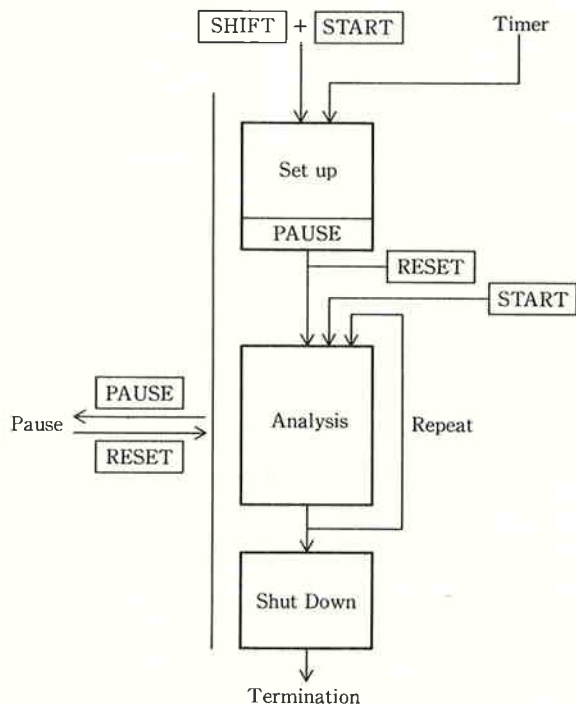 SHIFT + START
Timer
Set up
PAUSE
RESET
START
PAUSE
Pause
RESET
Analysis
Repeat
Shut Down
Termination